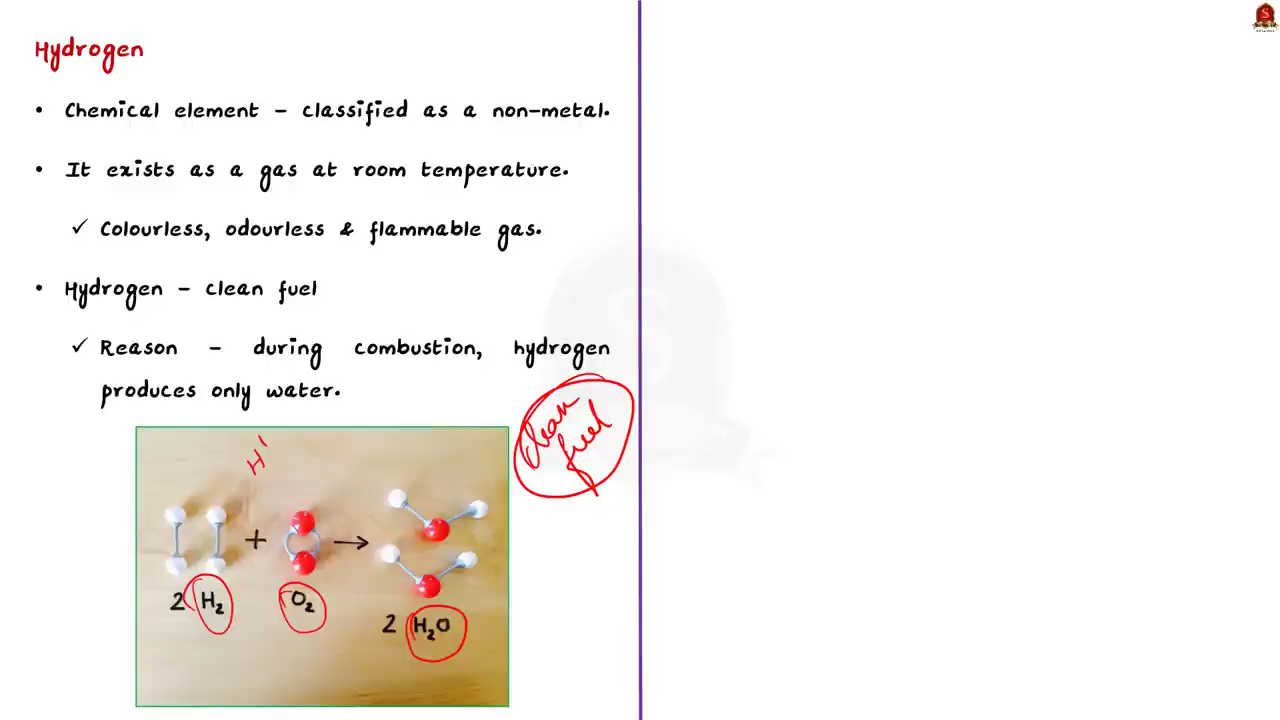 Hydrogen
• Chemical element - classified as a non-metal.
• It exists as a gas at room temperature.
✓ Colourless, odourless & flammable gas.
• Hydrogen - clean fuel
✓ Reason - during combustion, hydrogen
produces only water.
clean
fuel
H'
+ →
2 H₂
O₂
2 H₂O
S